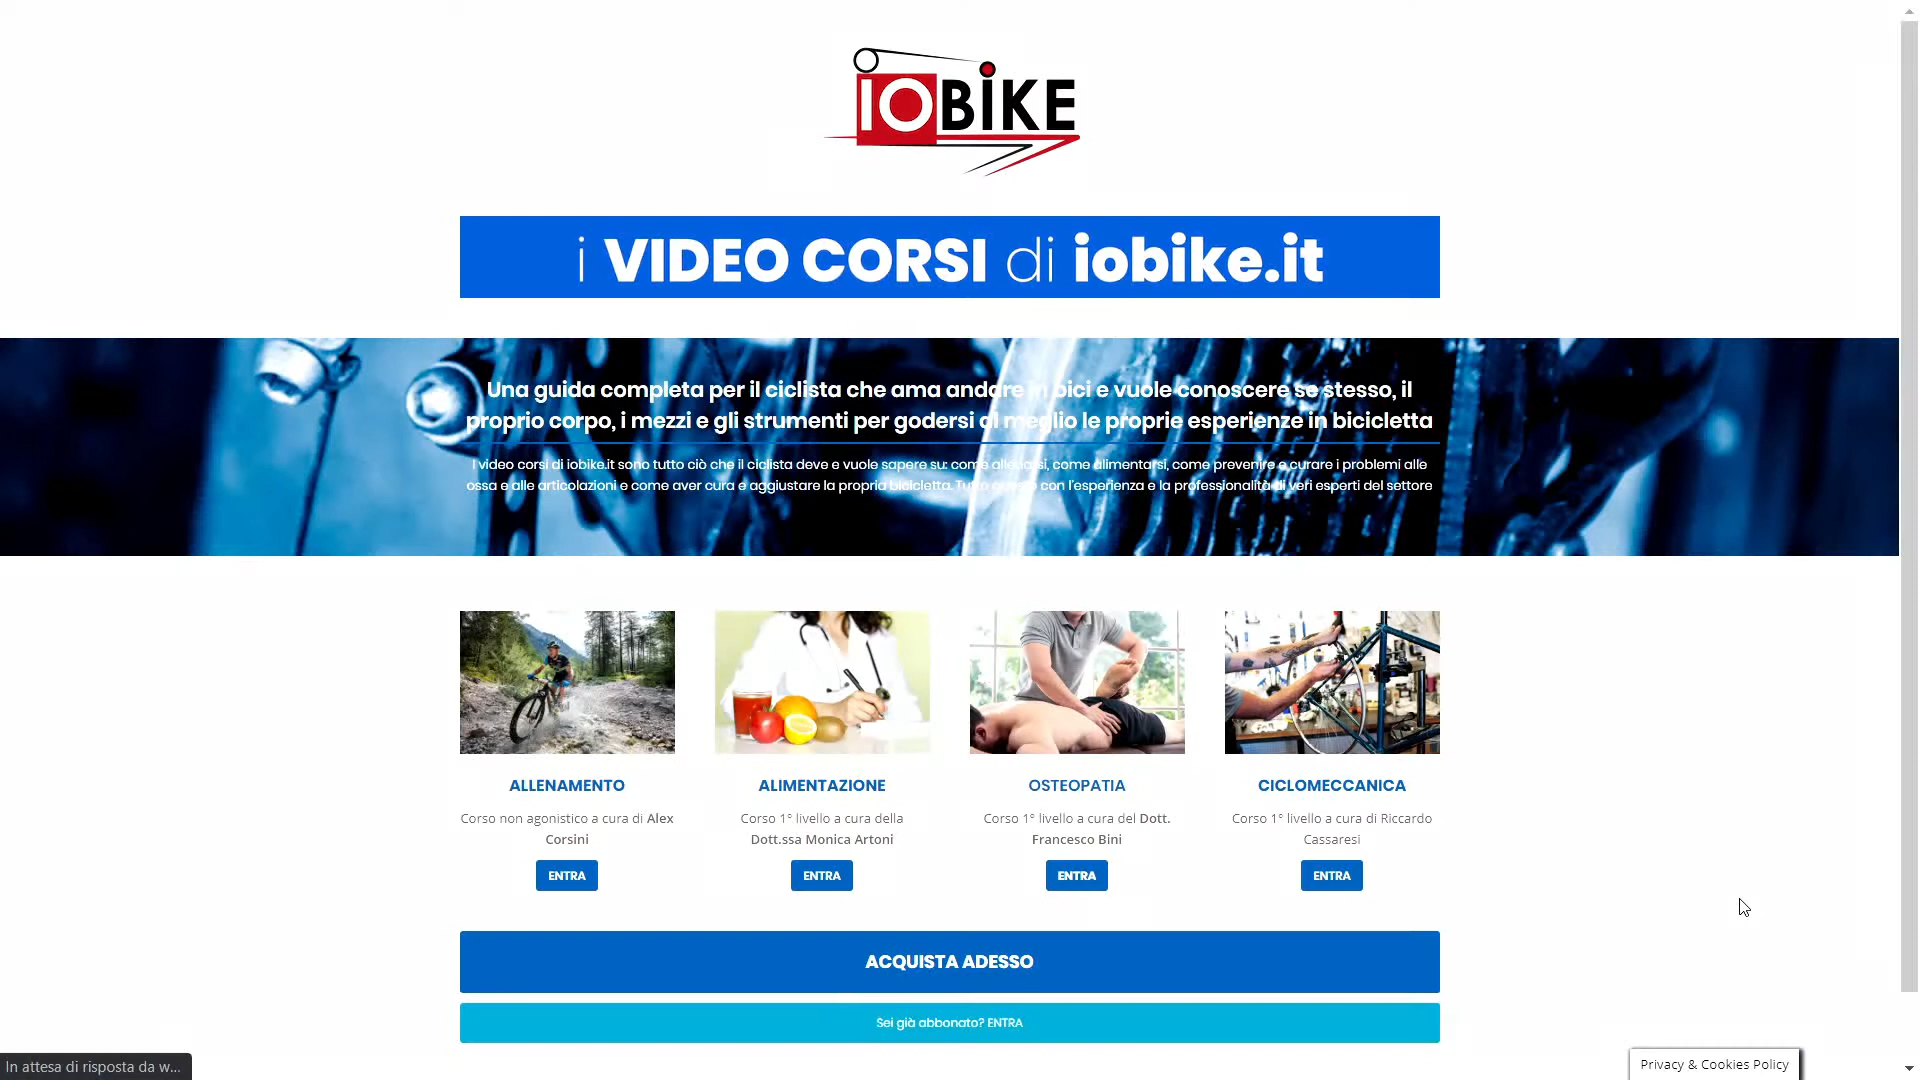 iOBiKE
i VIDEO CORSI di iobike.it
Una guida completa per il ciclista che ama andare in bici e vuole conoscere se stesso, il
proprio corpo, i mezzi e gli strumenti per godersi al meglio le proprie esperienze in bicicletta
I video corsi di iobike.it sono tutto ciò che il ciclista deve e vuole sapere su: come allenarsi, come alimentarsi, come prevenire e curare i problemi alle
ossa e alle articolazioni e come aver cura e aggiustare la propria bicicletta. Tutto questo con l'esperienza e la professionalità di veri esperti del settore
ALLENAMENTO
Corso non agonistico a cura di Alex
Corsini
ENTRA
ALIMENTAZIONE
Corso 1° livello a cura della
Dott.ssa Monica Artoni
ENTRA
OSTEOPATIA
Corso 1° livello a cura del Dott.
Francesco Bini
ENTRA
CICLOMECCANICA
Corso 1° livello a cura di Riccardo
Cassaresi
ENTRA
ACQUISTA ADESSO
Sei già abbonato? ENTRA
In attesa di risposta da w...
Privacy & Cookies Policy